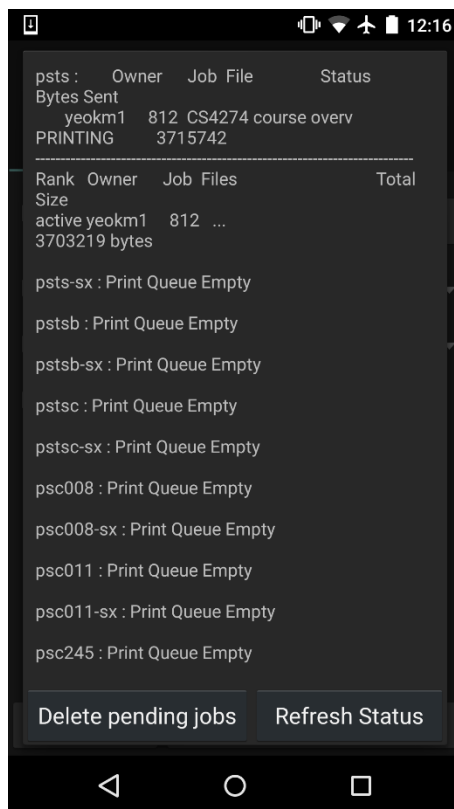 12:16
psts : Owner Job File Status
Bytes Sent
yeokm1 812 CS4274 course overv
PRINTING 3715742
--------------------------------------------------------------------------
Rank Owner Job Files Total
Size
active yeokm1 812 ...
3703219 bytes
psts-sx : Print Queue Empty
pstsb : Print Queue Empty
pstsb-sx : Print Queue Empty
pstsc : Print Queue Empty
pstsc-sx : Print Queue Empty
psc008 : Print Queue Empty
psc008-sx : Print Queue Empty
psc011 : Print Queue Empty
psc011-sx : Print Queue Empty
psc245 : Print Queue Empty
Delete pending jobs Refresh Status